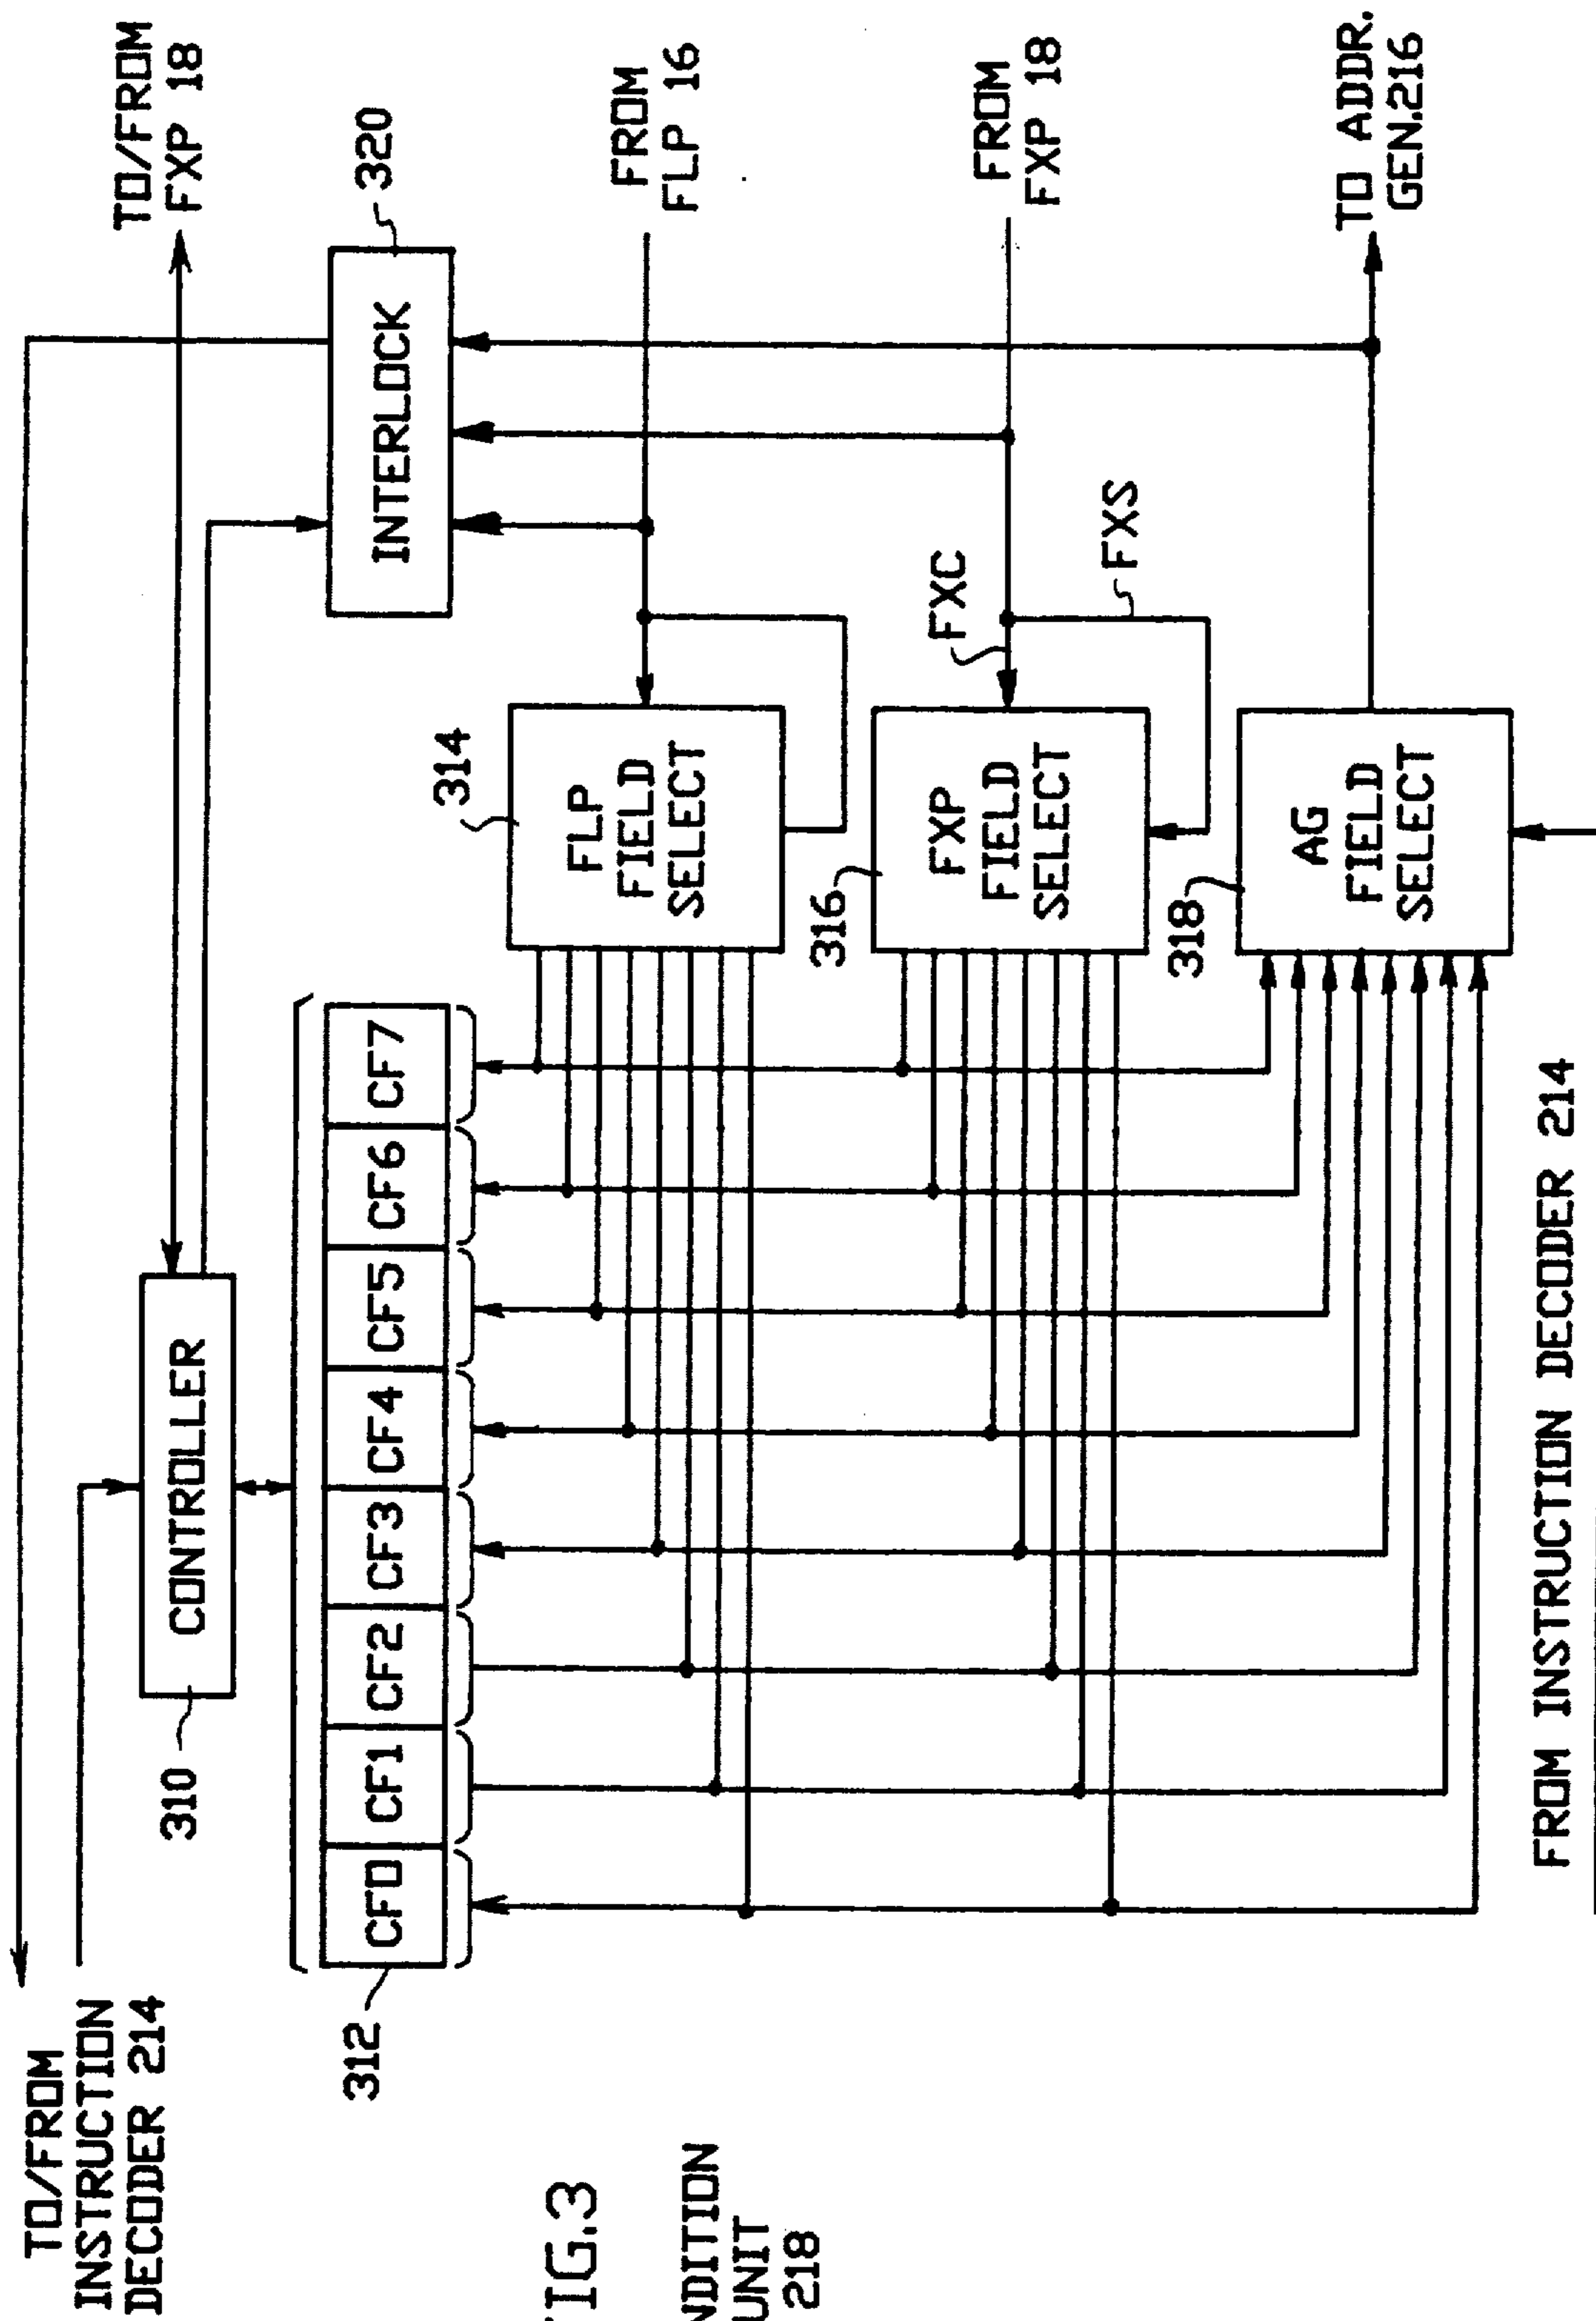 TO/FROM
INSTRUCTION
DECODER 214
TO/FROM
FXP 18
310
CONTROLLER
320
INTERLOCK
312
CF0 CF1 CF2 CF3 CF4 CF5 CF6 CF7
314
FLP
FIELD
SELECT
FROM
FLP 16
FIG.3
NDITION
UNIT
218
316
FXP
FIELD
SELECT
FXC
FXS
FROM
FXP 18
318
AG
FIELD
SELECT
TO ADDR.
GEN.216
FROM INSTRUCTION DECODER 214